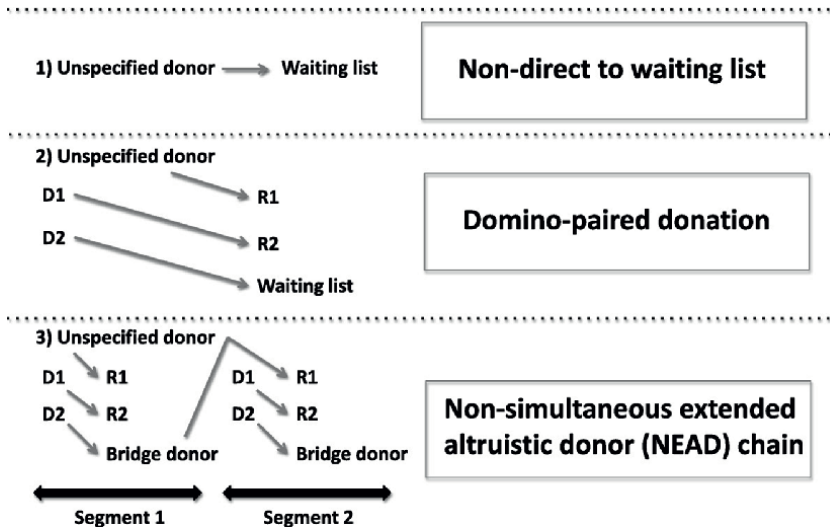 1) Unspecified donor Waiting list
Non-direct to waiting list
2) Unspecified donor
D1 R1
D2 R2
Waiting list
Domino-paired donation
3) Unspecified donor
D1 R1 D1 R1
D2 R2 D2 R2
Bridge donor Bridge donor
Segment 1 Segment 2
Non-simultaneous extended
altruistic donor (NEAD) chain